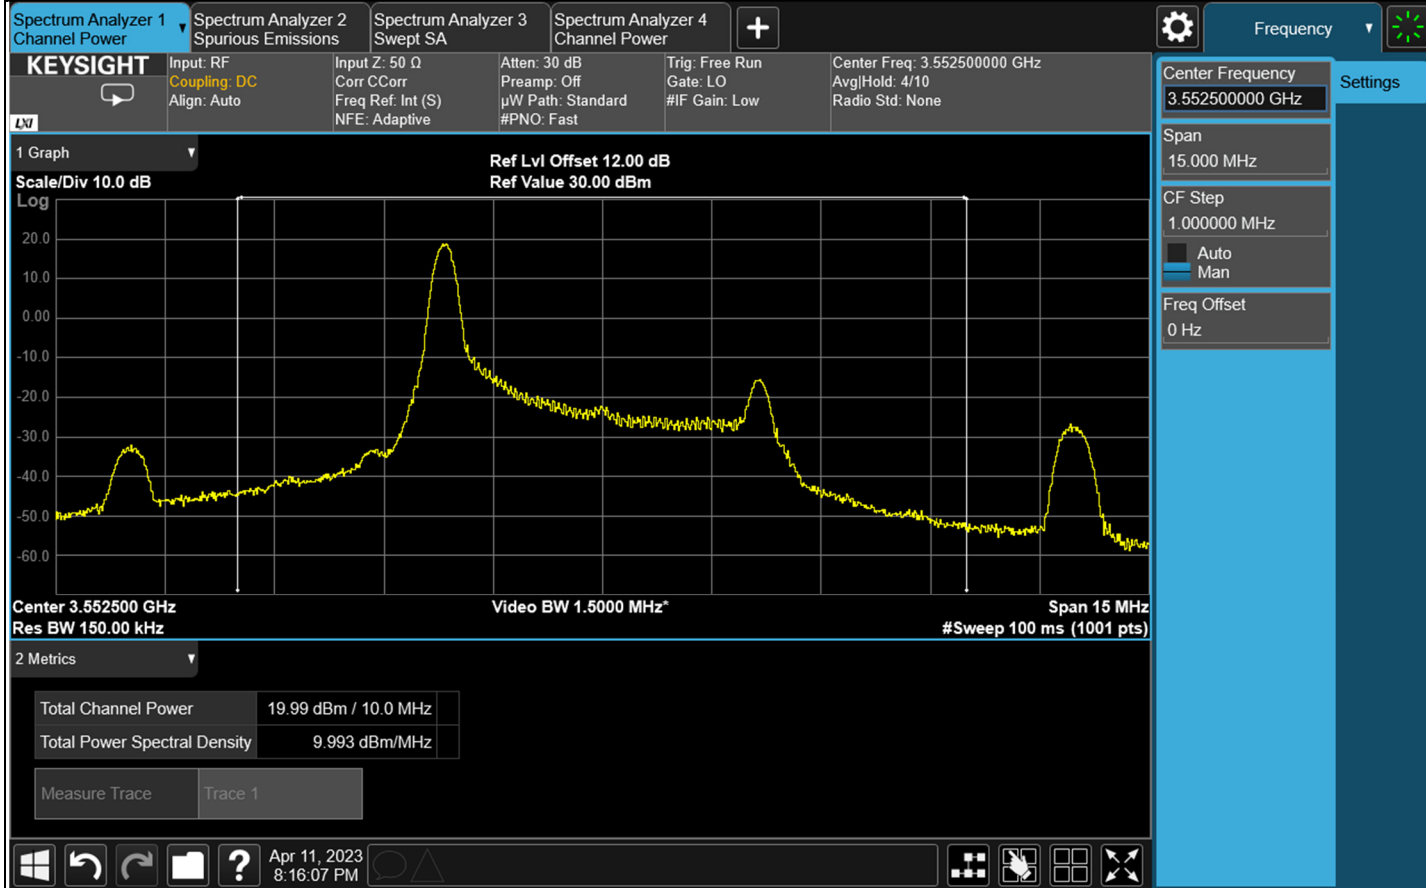 Spectrum Analyzer 1
Channel Power
Spectrum Analyzer 2
Spurious Emissions
Spectrum Analyzer 3
Swept SA
Spectrum Analyzer 4
Channel Power
Frequency
KEYSIGHT
LXI
Input: RF
Coupling: DC
Align: Auto
Input Z: 50 Ω
Corr CCorr
Freq Ref: Int (S)
NFE: Adaptive
Atten: 30 dB
Preamp: Off
µW Path: Standard
#PNO: Fast
Trig: Free Run
Gate: LO
#IF Gain: Low
Center Freq: 3.552500000 GHz
Avg|Hold: 4/10
Radio Std: None
Center Frequency
3.552500000 GHz
Settings
Span
15.000 MHz
CF Step
1.000000 MHz
Auto
Man
Freq Offset
0 Hz
1 Graph
Scale/Div 10.0 dB
Ref Lvl Offset 12.00 dB
Ref Value 30.00 dBm
Log
20.0
10.0
0.00
-10.0
-20.0
-30.0
-40.0
-50.0
-60.0
Center 3.552500 GHz
Video BW 1.5000 MHz*
Span 15 MHz
Res BW 150.00 kHz
#Sweep 100 ms (1001 pts)
2 Metrics
Total Channel Power 19.99 dBm / 10.0 MHz
Total Power Spectral Density 9.993 dBm/MHz
Measure Trace Trace 1
?
Apr 11, 2023
8:16:07 PM